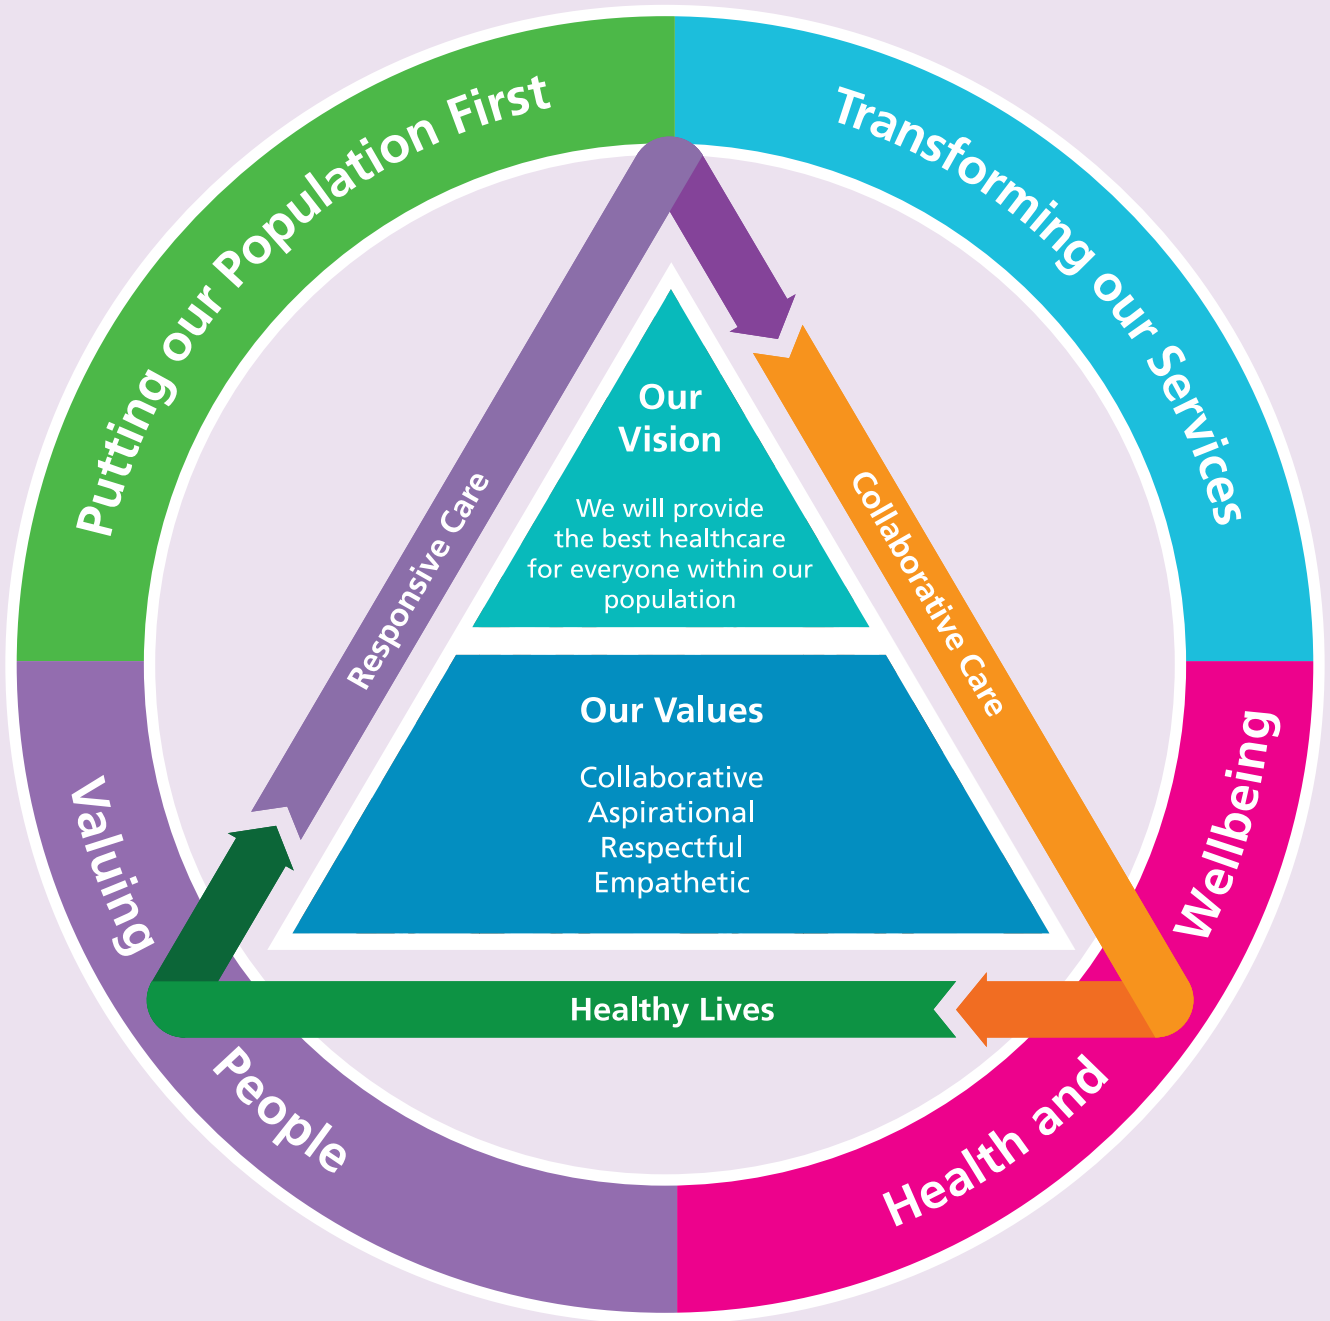 Putting our Population First
Transforming our Services
Health and Wellbeing
Valuing People
Responsive Care
Collaborative Care
Healthy Lives
Our
Vision
We will provide
the best healthcare
for everyone within our
population
Our Values
Collaborative
Aspirational
Respectful
Empathetic